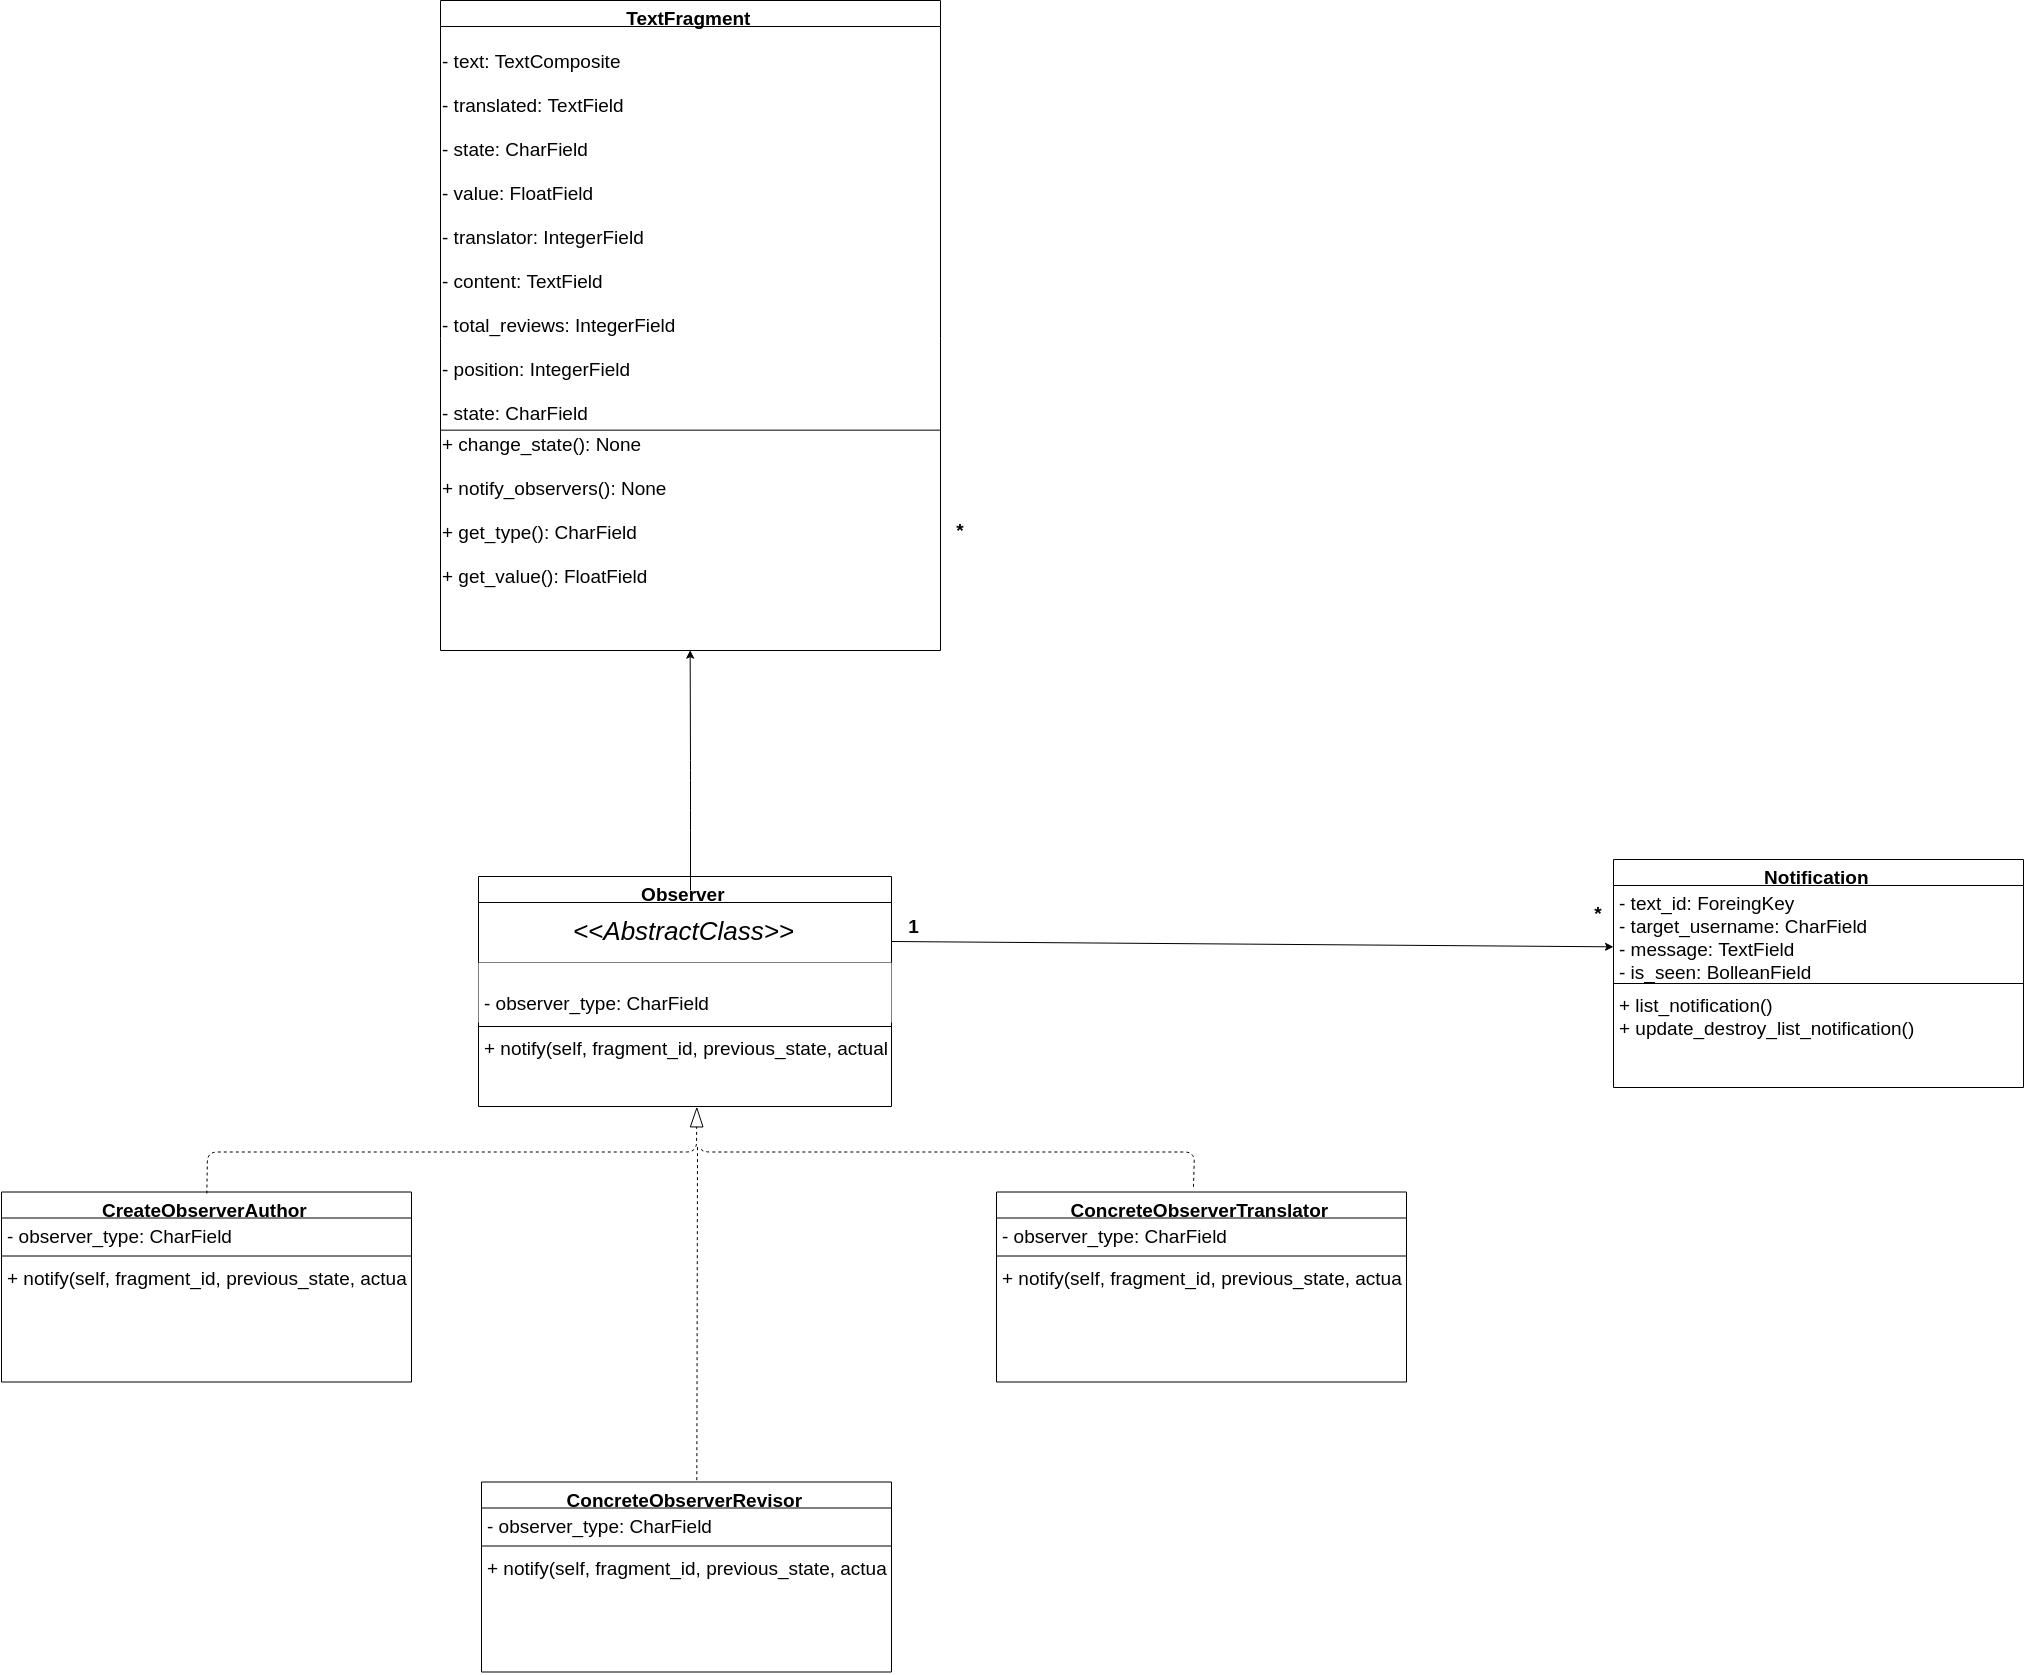 TextFragment
- text: TextComposite
- translated: TextField
- state: CharField
- value: FloatField
- translator: IntegerField
- content: TextField
- total_reviews: IntegerField
- position: IntegerField
- state: CharField
+ change_state(): None
+ notify_observers(): None
+ get_type(): CharField
*
+ get_value(): FloatField
Observer
<<AbstractClass>>
- observer_type: CharField
+ notify(self, fragment_id, previous_state, actual
1
*
Notification
- text_id: ForeingKey
- target_username: CharField
- message: TextField
- is_seen: BolleanField
+ list_notification()
+ update_destroy_list_notification()
CreateObserverAuthor
- observer_type: CharField
+ notify(self, fragment_id, previous_state, actua
ConcreteObserverTranslator
- observer_type: CharField
+ notify(self, fragment_id, previous_state, actua
ConcreteObserverRevisor
- observer_type: CharField
+ notify(self, fragment_id, previous_state, actua